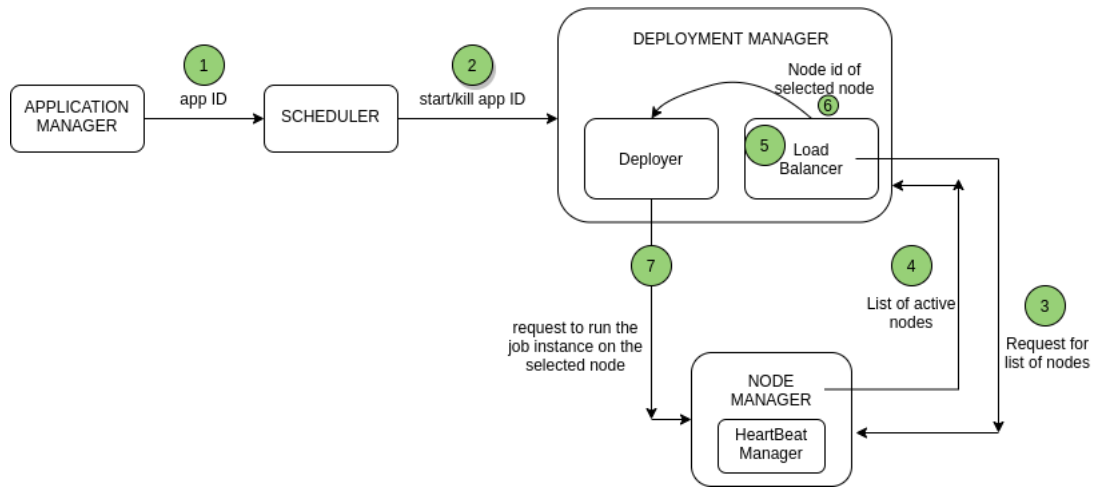 1
app ID
APPLICATION
MANAGER
SCHEDULER
2
start/kill app ID
DEPLOYMENT MANAGER
Node id of
selected node
6
Deployer
5
Load
Balancer
7
request to run the
job instance on the
selected node
4
List of active
nodes
3
Request for
list of nodes
NODE
MANAGER
HeartBeat
Manager